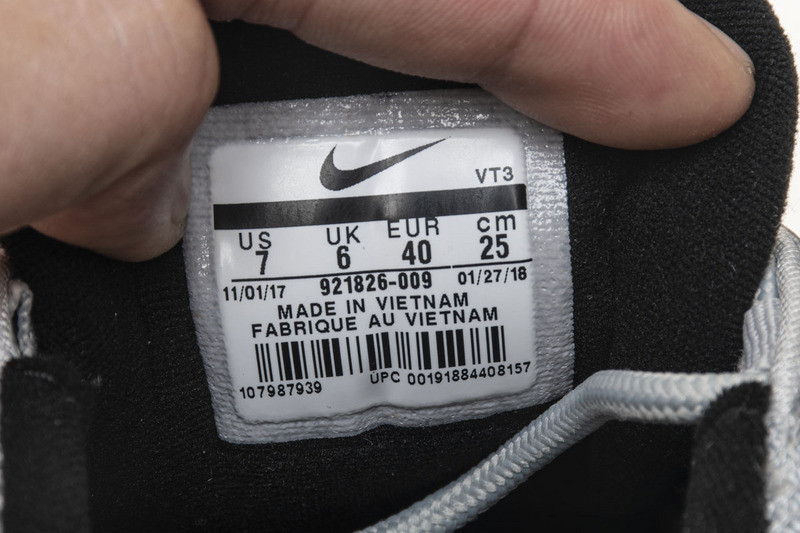 VT3
US UK EUR cm
7 6 40 25
11/01/17 921826-009 01/27/18
MADE IN VIETNAM
FABRIQUE AU VIETNAM
107987939 UPC 00191884408157